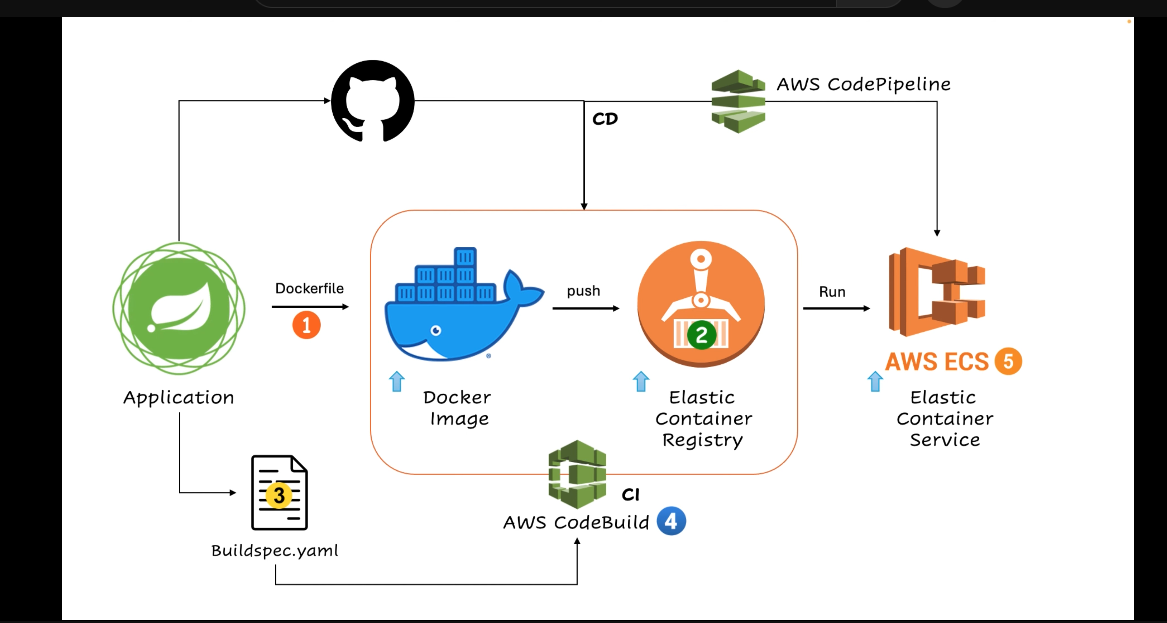 AWS CodePipeline
CD
Dockerfile
1
push
2
Run
AWS ECS 5
Application
Docker
Image
Elastic
Container
Registry
Elastic
Container
Service
3
CI
AWS CodeBuild 4
Buildspec.yaml